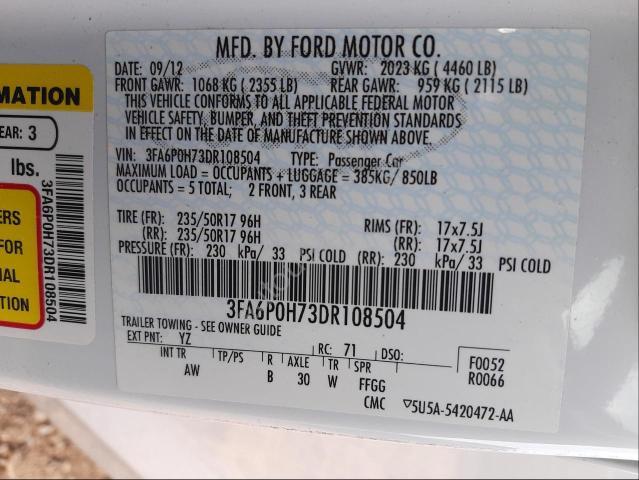 MFD. BY FORD MOTOR CO.
DATE: 09/12 GVWR: 2023 KG ( 4460 LB)
FRONT GAWR: 1068 KG ( 2355 LB) REAR GAWR: 959 KG ( 2115 LB)
THIS VEHICLE CONFORMS TO ALL APPLICABLE FEDERAL MOTOR
VEHICLE SAFETY, BUMPER, AND THEFT PREVENTION STANDARDS
IN EFFECT ON THE DATE OF MANUFACTURE SHOWN ABOVE.
VIN: 3FA6P0H73DR108504 TYPE: Passenger Car
MAXIMUM LOAD = OCCUPANTS + LUGGAGE = 385KG/ 850LB
OCCUPANTS = 5 TOTAL; 2 FRONT, 3 REAR
TIRE (FR): 235/50R17 96H RIMS (FR): 17x7.5J
(RR): 235/50R17 96H (RR): 17x7.5J
PRESSURE (FR): 230 kPa/ 33 PSI COLD (RR): 230 kPa/ 33 PSI COLD
3FA6P0H73DR108504
TRAILER TOWING - SEE OWNER GUIDE
EXT PNT: YZ RC: 71 DSO: F0052
INT TR TP/PS R AXLE TR SPR R0066
AW B 30 W FFGG
CMC 5U5A-5420472-AA
MATION
EAR: 3
lbs.
ERS
FOR
IAL
TION
3FA6P0H73DR108504